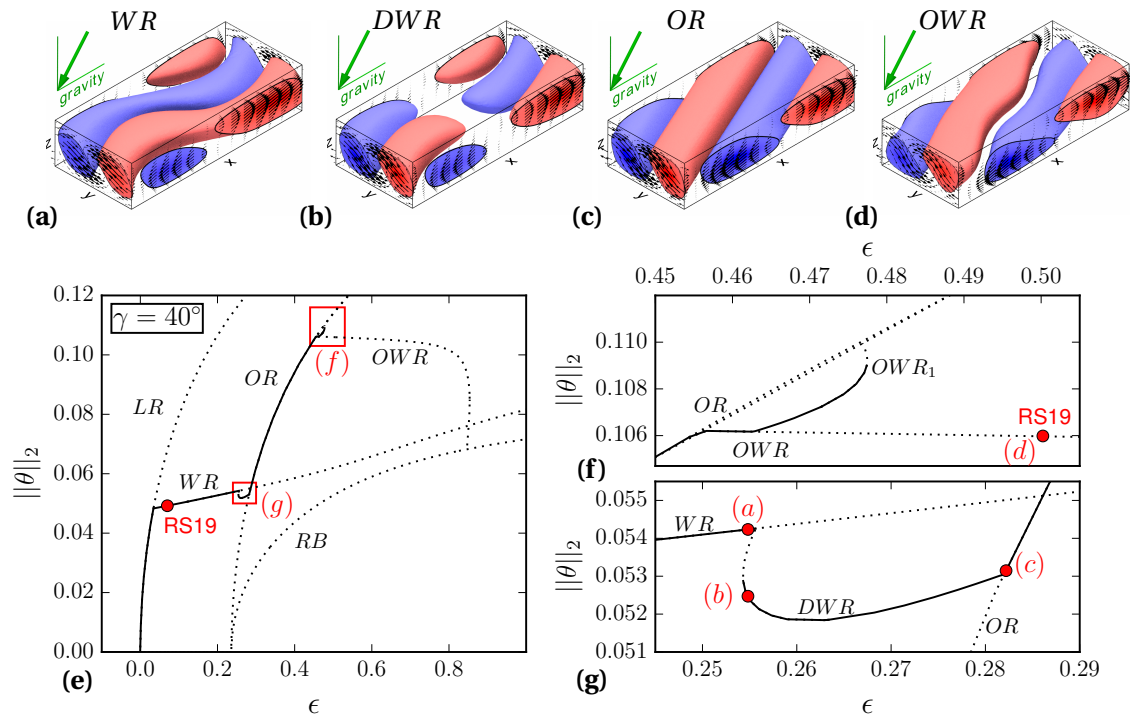 WR DWR OR OWR
gravity gravity gravity gravity
z z z z
x x x x
y y y y
(a) (b) (c) (d)
ϵ
0.45 0.46 0.47 0.48 0.49 0.50
0.12
0.10
0.08
0.06
0.04
0.02
0.00
||θ||₂
γ = 40°
LR
OR
OWR
WR
RS19
RB
(f)
(g)
0.0 0.2 0.4 0.6 0.8
(e)
ϵ
0.110
0.108
0.106
||θ||₂
OR
OWR₁
OWR
RS19
(d)
(f)
0.055
0.054
0.053
0.052
0.051
||θ||₂
WR
(a)
(b)
DWR
(c)
OR
0.25 0.26 0.27 0.28 0.29
(g)
ϵ